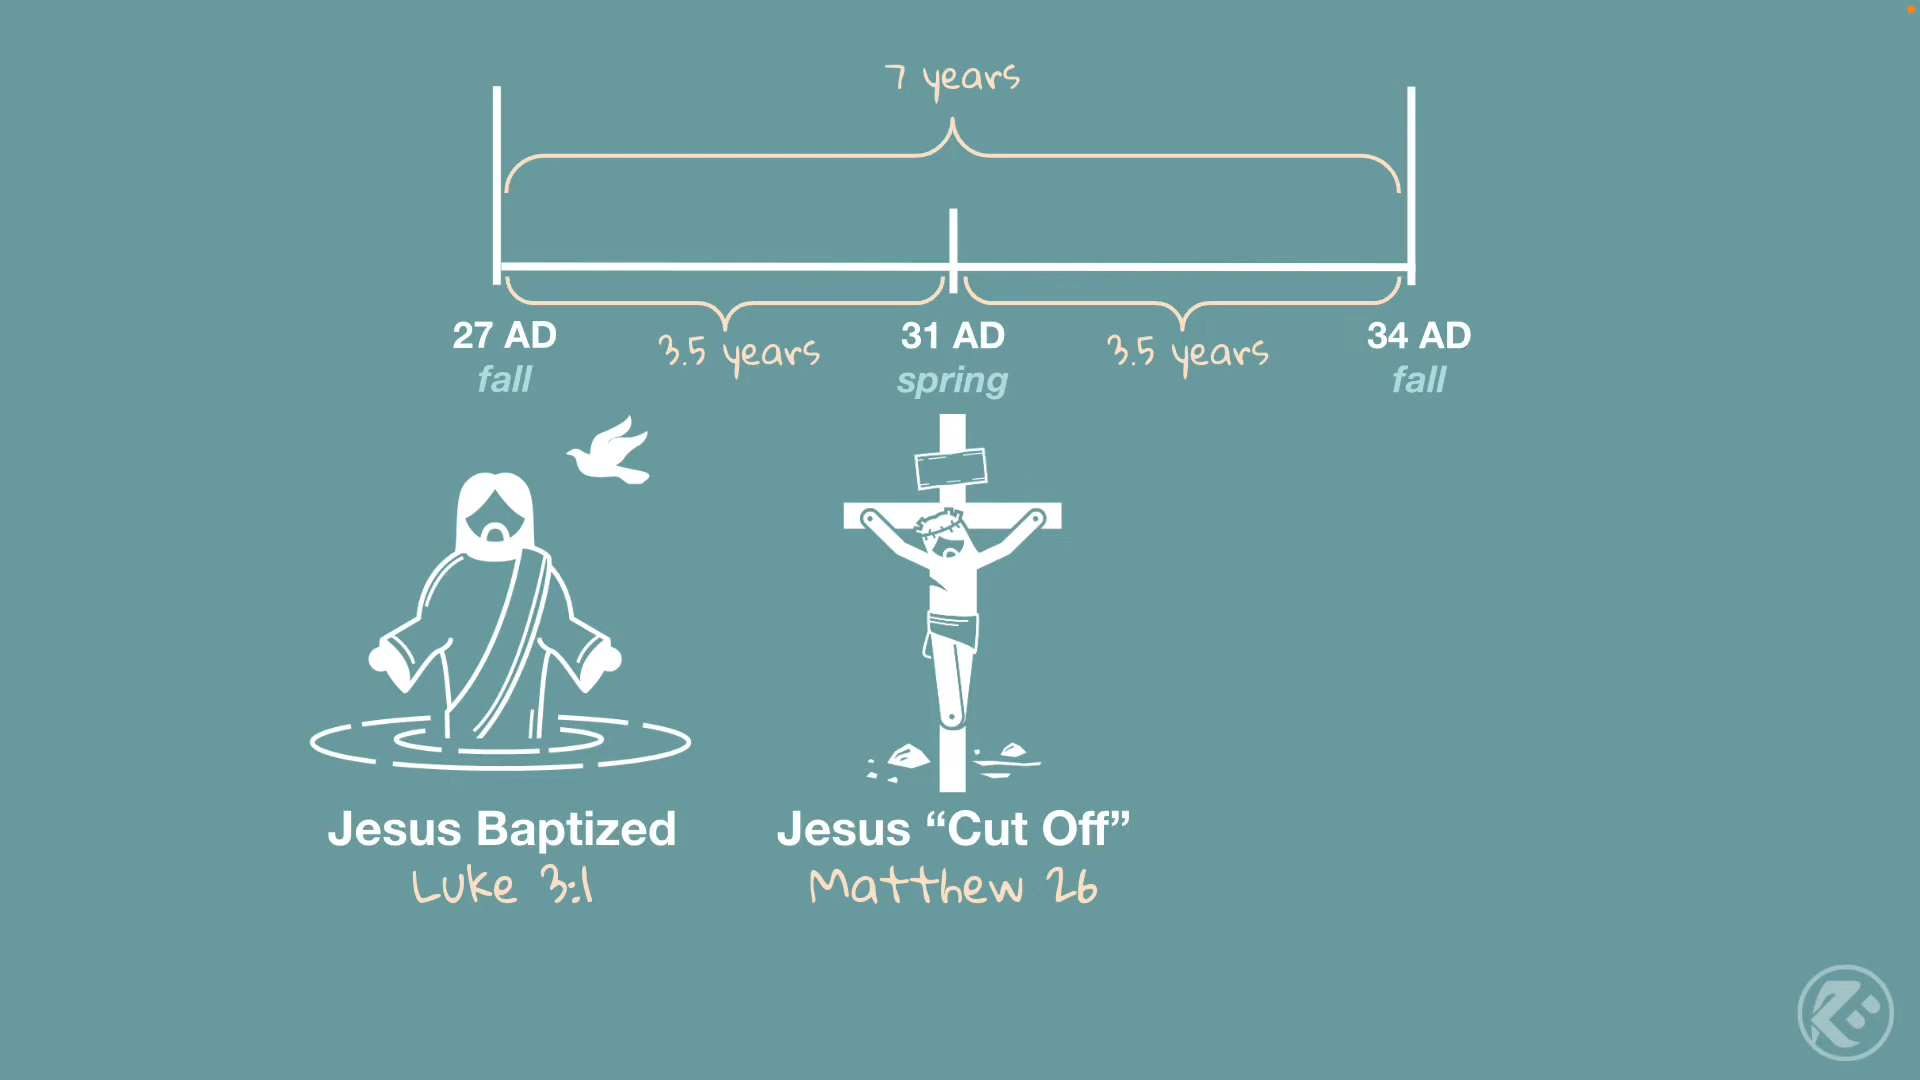 7 years
27 AD
fall
3.5 years
31 AD
spring
3.5 years
34 AD
fall
Jesus Baptized
Luke 3:1
Jesus “Cut Off”
Matthew 26